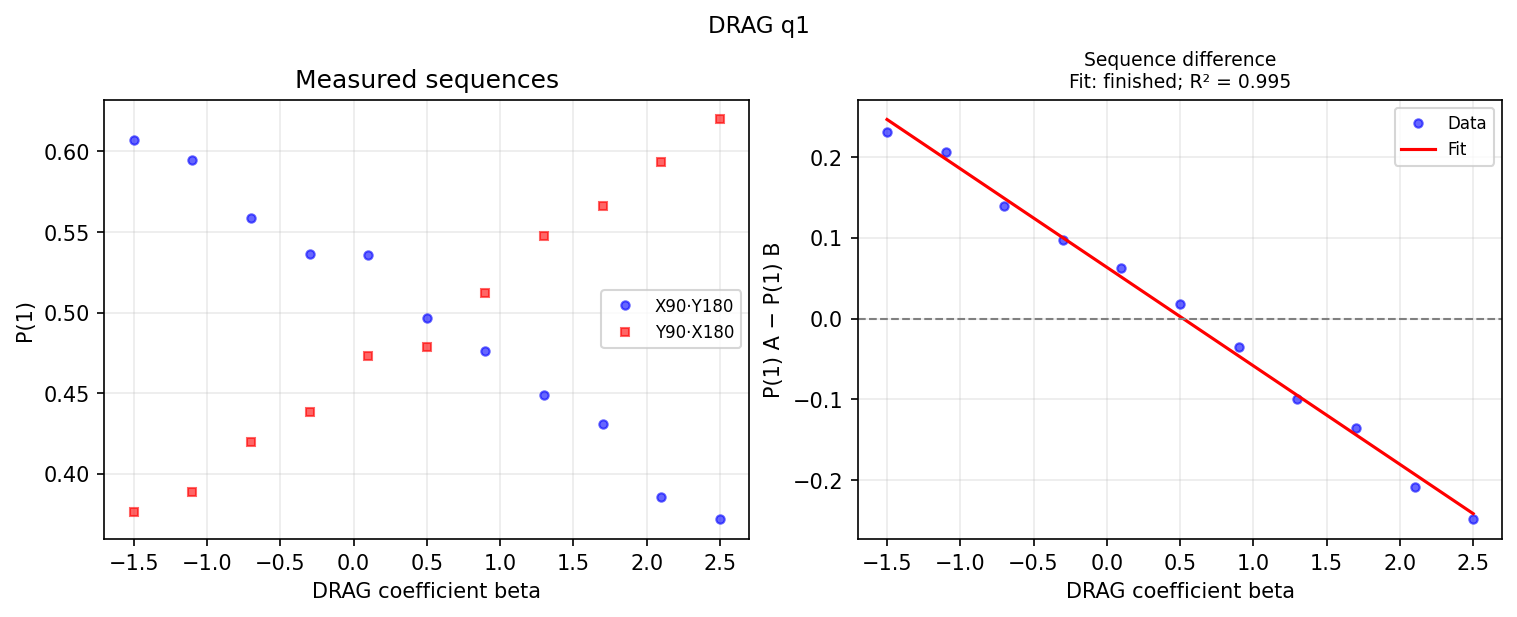 DRAG q1
Measured sequences
P(1)
0.60
0.55
0.50
0.45
0.40
X90·Y180
Y90·X180
−1.5 −1.0 −0.5 0.0 0.5 1.0 1.5 2.0 2.5
DRAG coefficient beta
Sequence difference
Fit: finished; R² = 0.995
P(1) A − P(1) B
0.2
0.1
0.0
−0.1
−0.2
Data
Fit
−1.5 −1.0 −0.5 0.0 0.5 1.0 1.5 2.0 2.5
DRAG coefficient beta